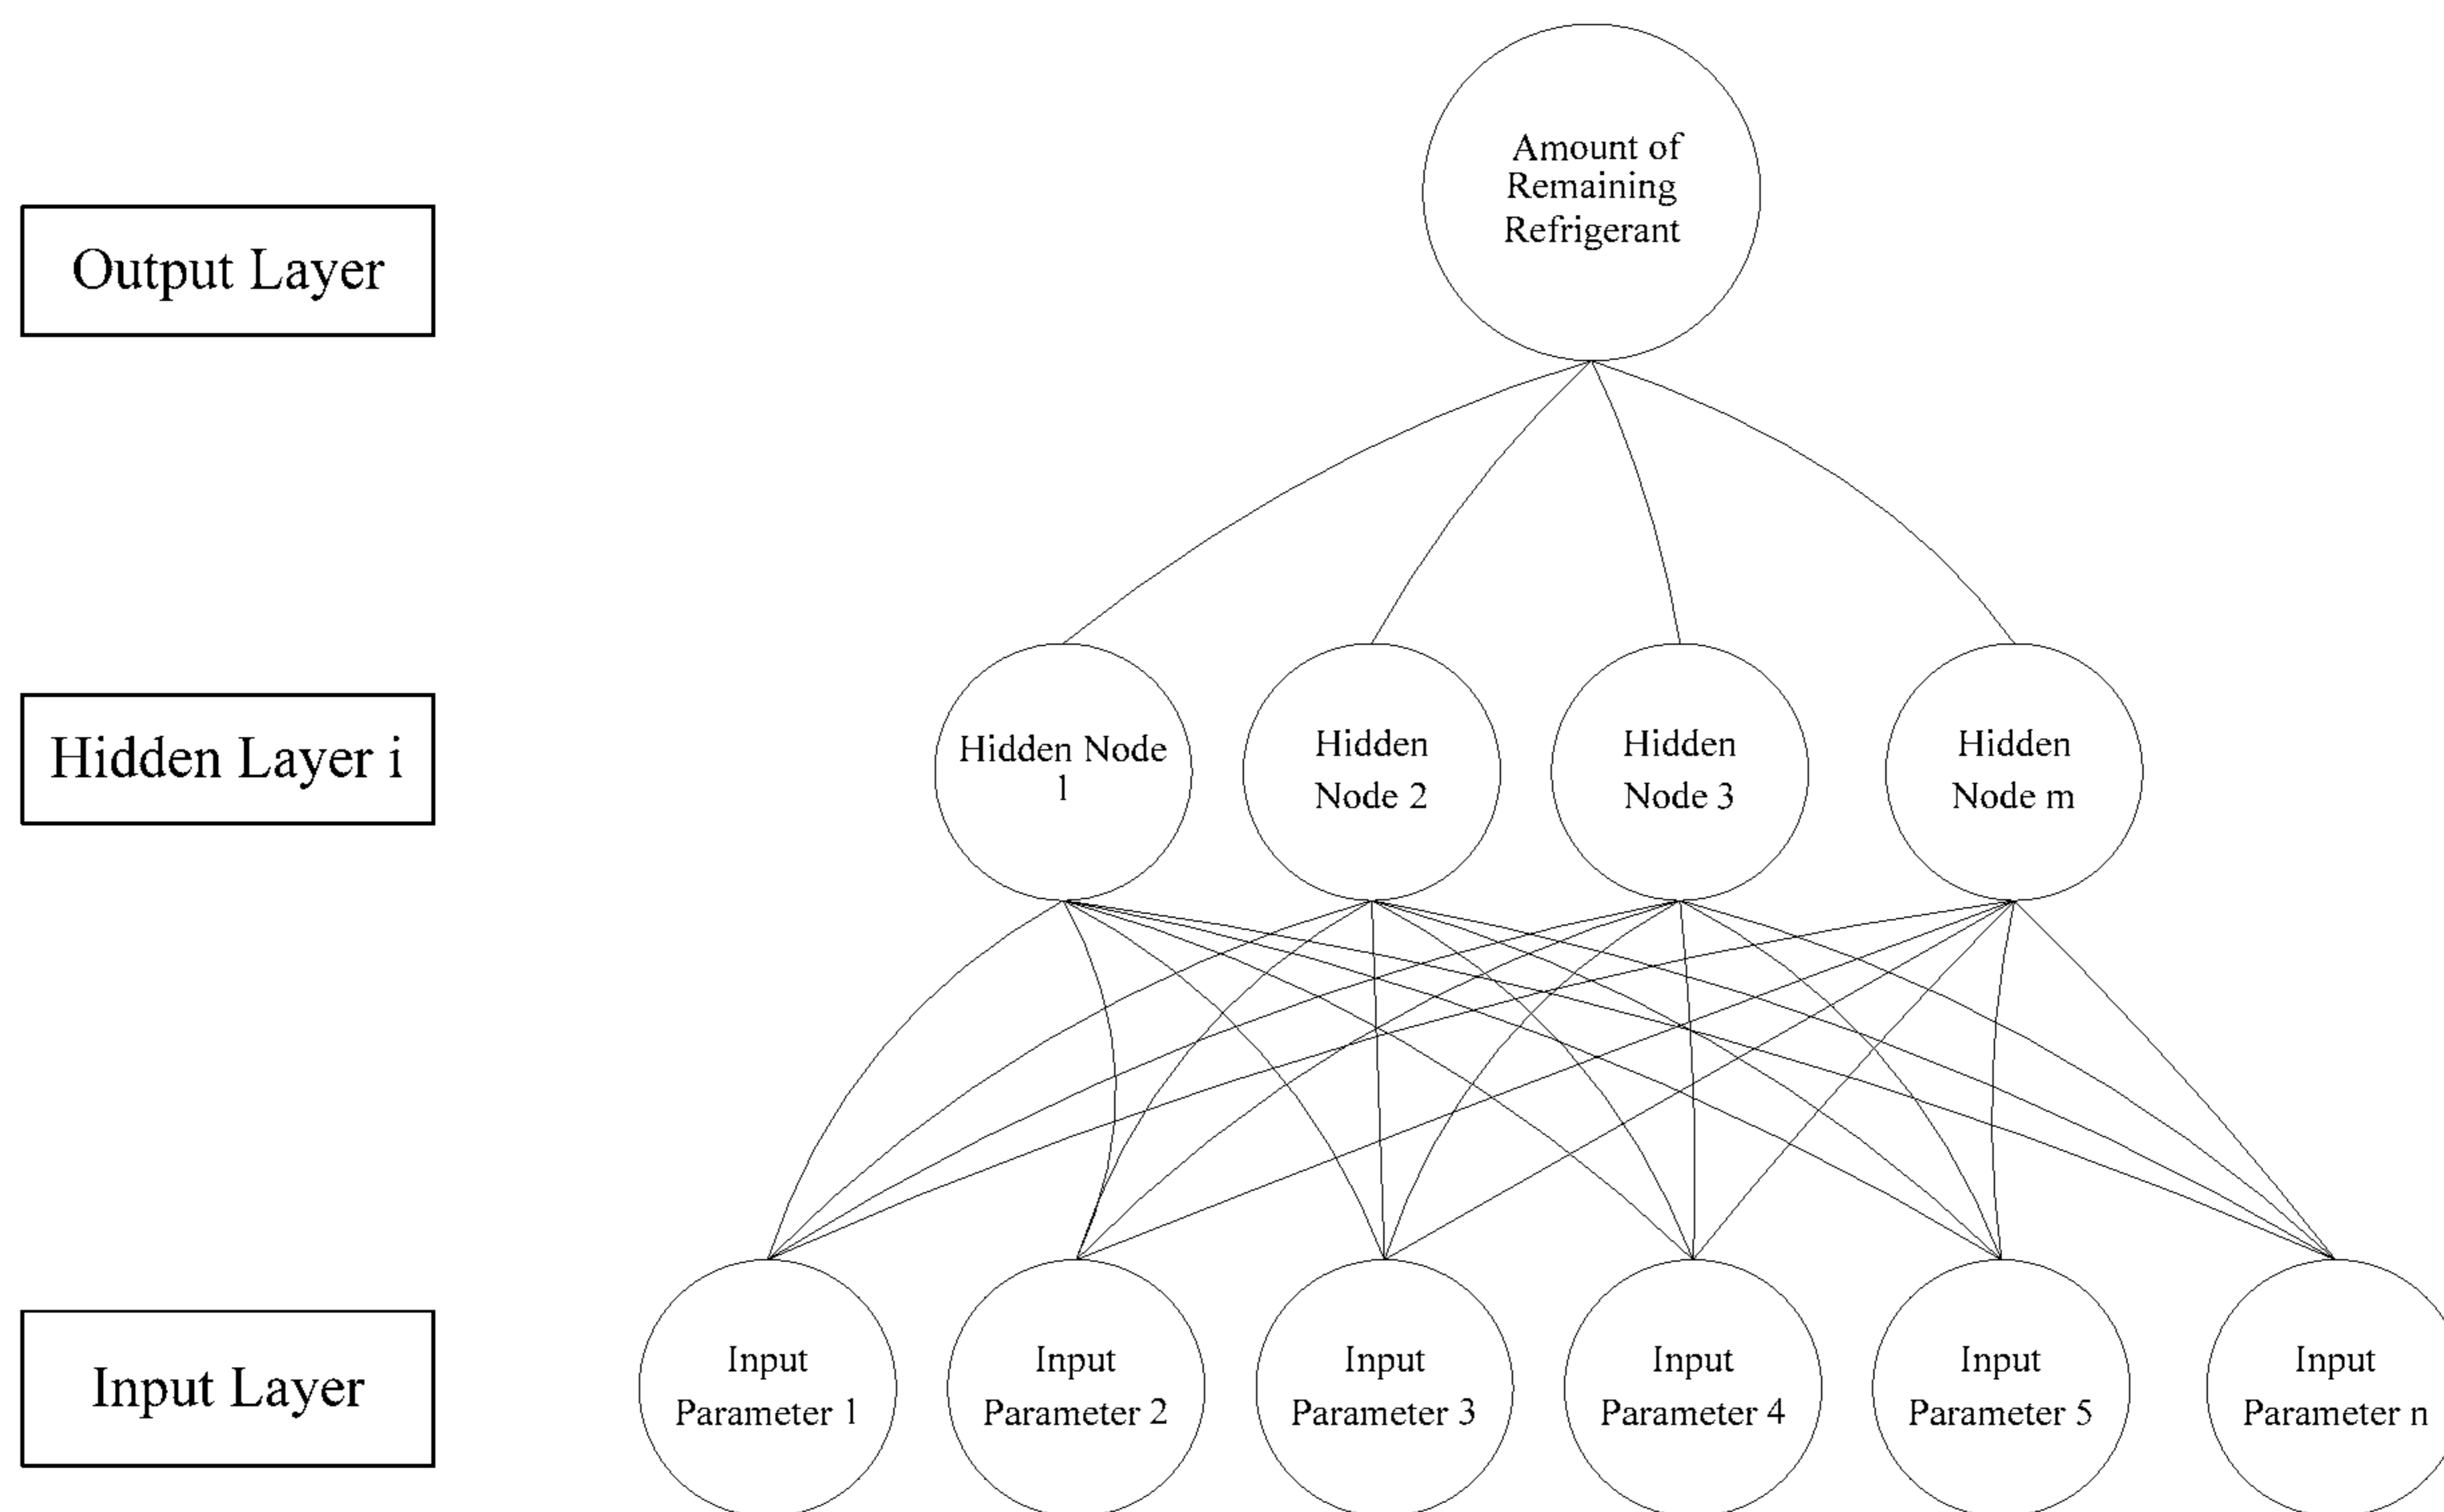 Amount of
Remaining
Refrigerant
Output Layer
Hidden Layer i
Hidden Node
1
Hidden
Node 2
Hidden
Node 3
Hidden
Node m
Input Layer
Input
Parameter 1
Input
Parameter 2
Input
Parameter 3
Input
Parameter 4
Input
Parameter 5
Input
Parameter n